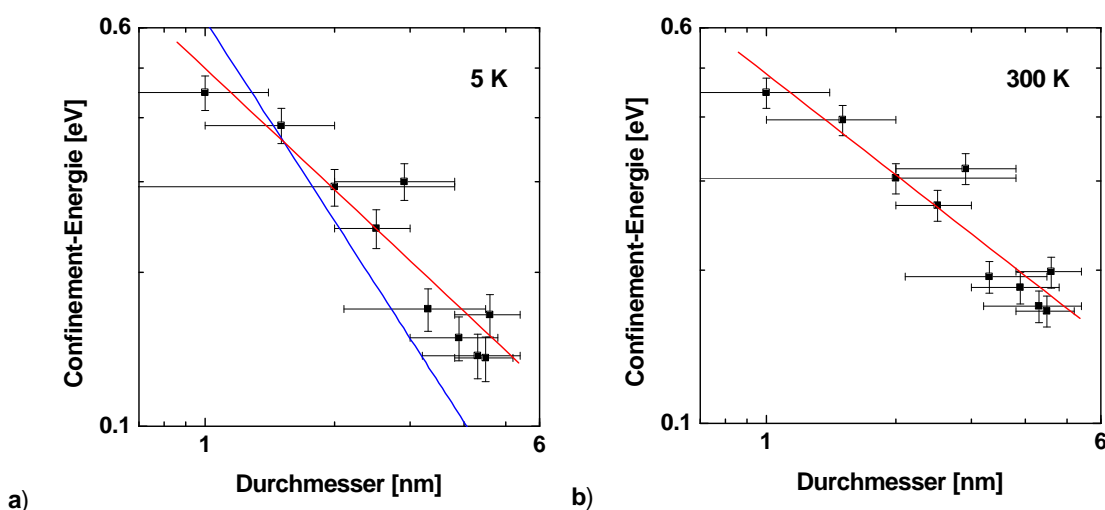 0.6
5 K
Confinement-Energie [eV]
0.1
1
6
Durchmesser [nm]
a)
0.6
300 K
Confinement-Energie [eV]
0.1
1
6
Durchmesser [nm]
b)